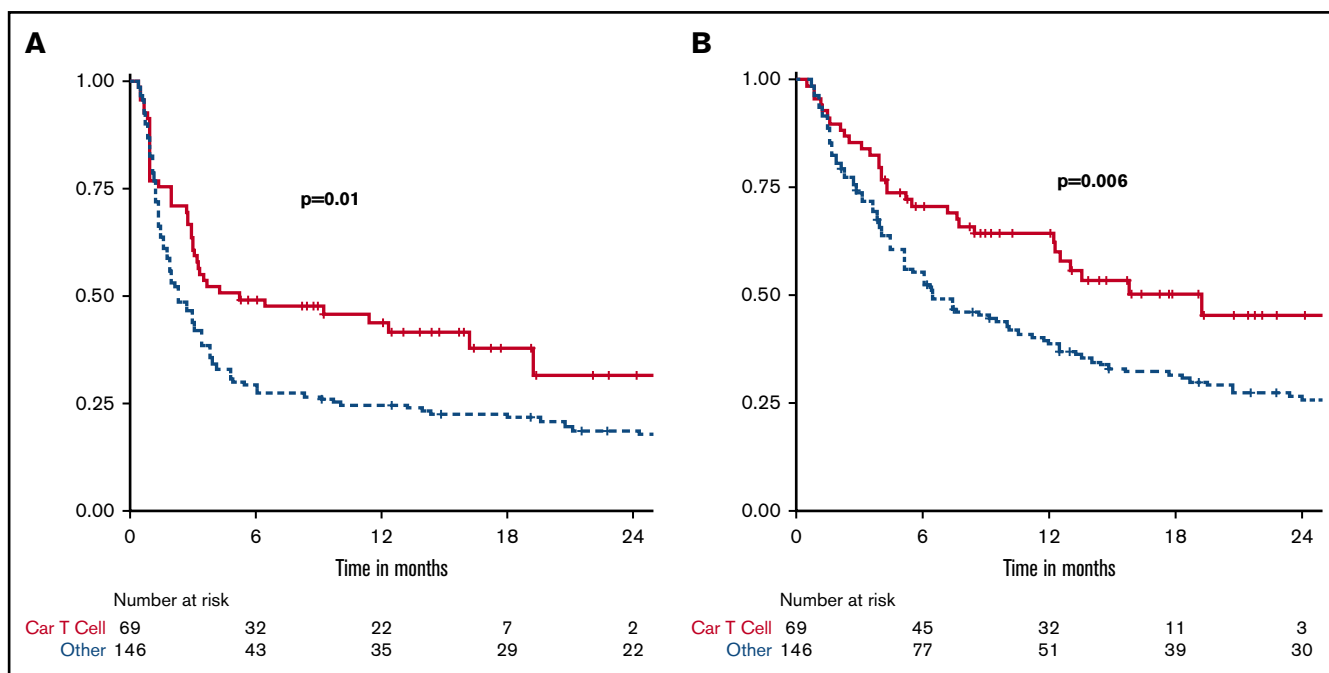 A
1.00
0.75
0.50
0.25
0.00
p=0.01
0 6 12 18 24
Time in months
Number at risk
Car T Cell 69 32 22 7 2
Other 146 43 35 29 22
B
1.00
0.75
0.50
0.25
0.00
p=0.006
0 6 12 18 24
Time in months
Number at risk
Car T Cell 69 45 32 11 3
Other 146 77 51 39 30